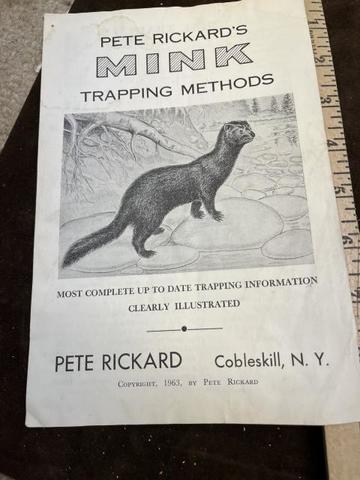 PETE RICKARD'S
MINK
TRAPPING METHODS
MOST COMPLETE UP TO DATE TRAPPING INFORMATION
CLEARLY ILLUSTRATED
PETE RICKARD Cobleskill, N. Y.
COPYRIGHT, 1963, BY PETE RICKARD